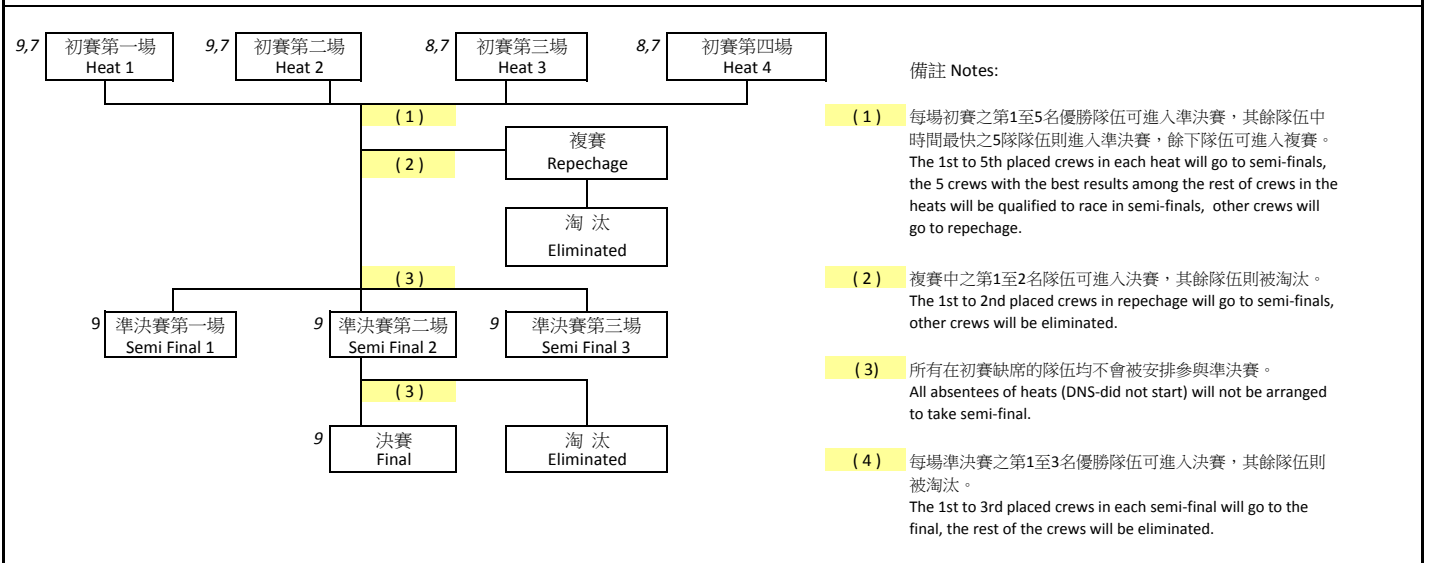 9,7
初賽第一場
Heat 1
9,7
初賽第二場
Heat 2
8,7
初賽第三場
Heat 3
8,7
初賽第四場
Heat 4
( 1 )
( 2 )
複賽
Repechage
淘 汰
Eliminated
( 3 )
9
準決賽第一場
Semi Final 1
9
準決賽第二場
Semi Final 2
9
準決賽第三場
Semi Final 3
( 3 )
9
決賽
Final
淘 汰
Eliminated
備註 Notes:
( 1 )
每場初賽之第1至5名優勝隊伍可進入準決賽，其餘隊伍中
時間最快之5隊隊伍則進入準決賽，餘下隊伍可進入複賽。
The 1st to 5th placed crews in each heat will go to semi-finals,
the 5 crews with the best results among the rest of crews in the
heats will be qualified to race in semi-finals, other crews will
go to repechage.
( 2 )
複賽中之第1至2名隊伍可進入決賽，其餘隊伍則被淘汰。
The 1st to 2nd placed crews in repechage will go to semi-finals,
other crews will be eliminated.
( 3)
所有在初賽缺席的隊伍均不會被安排參與準決賽。
All absentees of heats (DNS-did not start) will not be arranged
to take semi-final.
( 4 )
每場準決賽之第1至3名優勝隊伍可進入決賽，其餘隊伍則
被淘汰。
The 1st to 3rd placed crews in each semi-final will go to the
final, the rest of the crews will be eliminated.